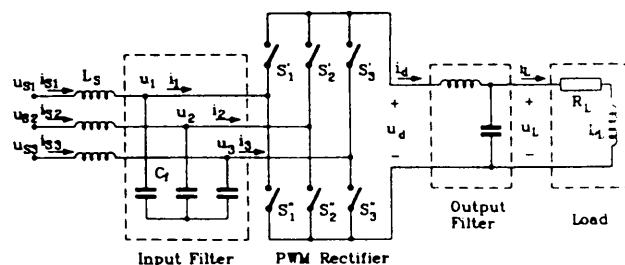 L_S
u_S1 i_S1
u_S2 i_S2
u_S3 i_S3
u_1 i_1
u_2 i_2
u_3 i_3
C_f
S'_1 S'_2 S'_3
S"_1 S"_2 S"_3
i_d
+
u_d
−
i_L
+
u_L
−
R_L
L_L
Input Filter
PWM Rectifier
Output
Filter
Load